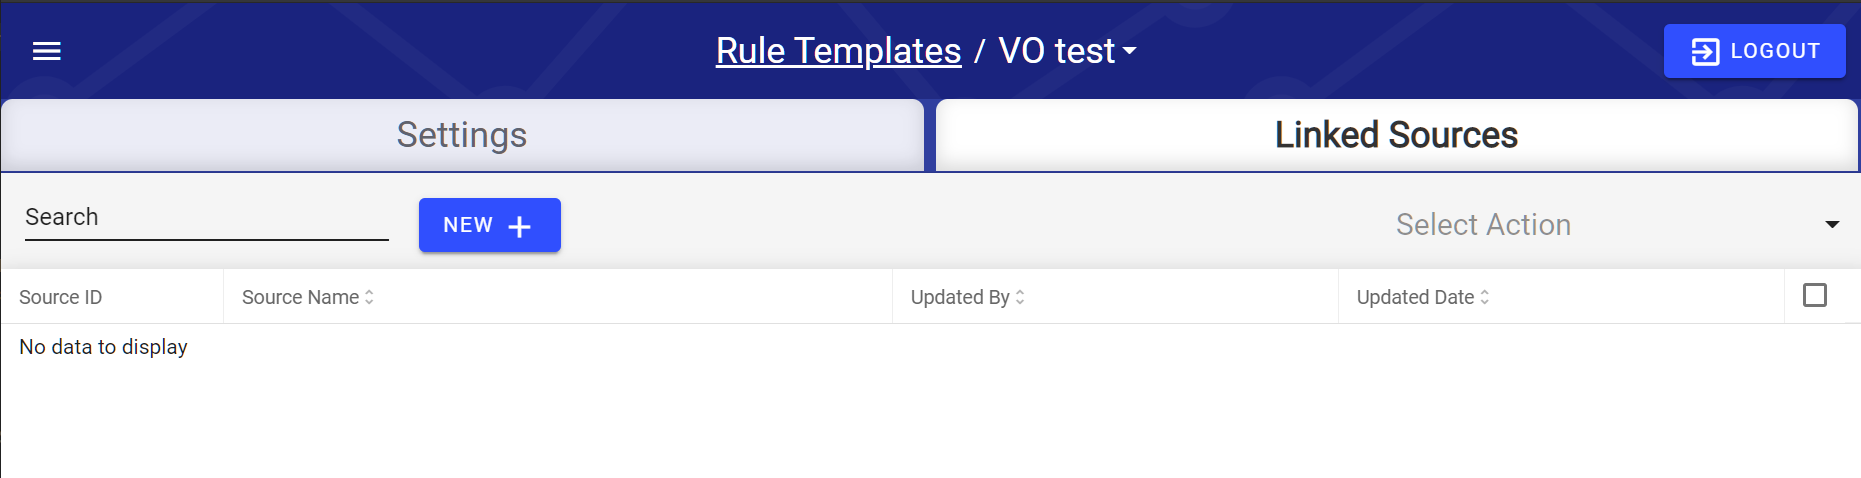 Rule Templates / VO test
LOGOUT
Settings
Linked Sources
Search
NEW +
Select Action
Source ID
Source Name
Updated By
Updated Date
No data to display